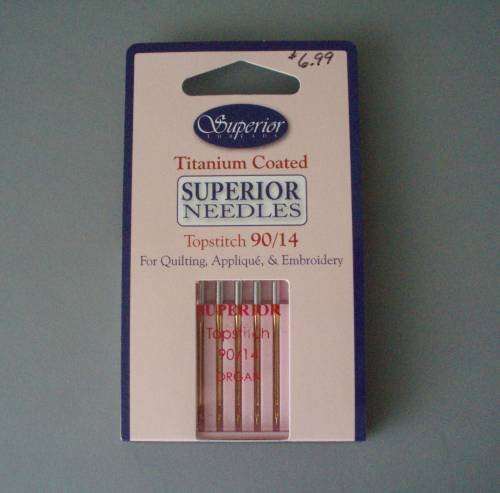 $6.99
Superior
THREADS
Titanium Coated
SUPERIOR
NEEDLES
Topstitch 90/14
For Quilting, Appliqué, & Embroidery
SUPERIOR
Topstitch
90/14
ORGAN